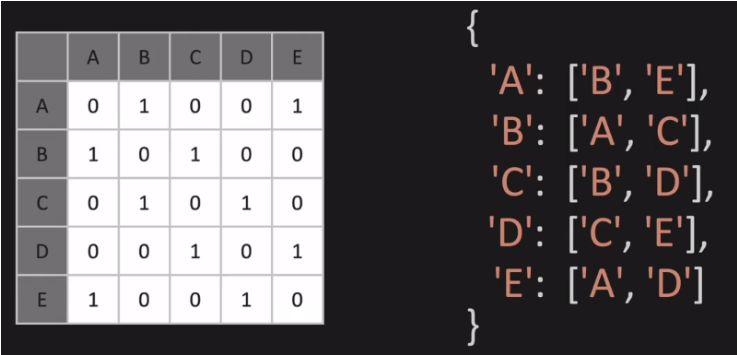 A B C D E
A 0 1 0 0 1
B 1 0 1 0 0
C 0 1 0 1 0
D 0 0 1 0 1
E 1 0 0 1 0
{
'A': ['B', 'E'],
'B': ['A', 'C'],
'C': ['B', 'D'],
'D': ['C', 'E'],
'E': ['A', 'D']
}